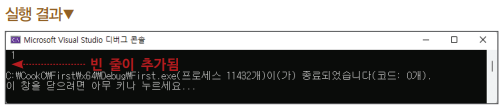 실행 결과▼
Microsoft Visual Studio 디버그 콘솔
1
빈 줄이 추가됨
C:₩CookC₩First₩x64₩Debug₩First.exe(프로세스 11432개)이(가) 종료되었습니다(코드: 0개).
이 창을 닫으려면 아무 키나 누르세요...